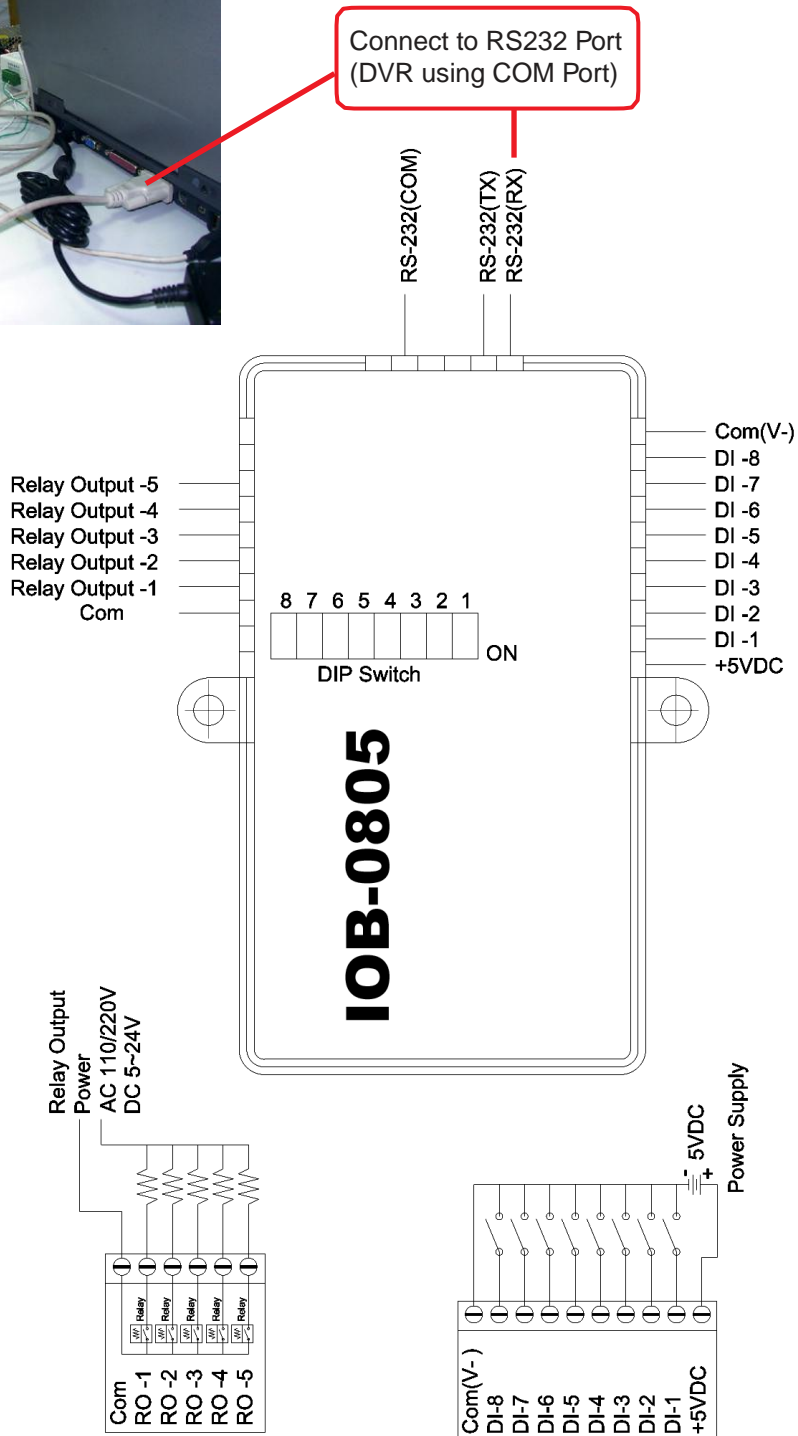 Connect to RS232 Port
(DVR using COM Port)
RS-232(COM)
RS-232(TX)
RS-232(RX)
Relay Output -5
Relay Output -4
Relay Output -3
Relay Output -2
Relay Output -1
Com
Com(V-)
DI -8
DI -7
DI -6
DI -5
DI -4
DI -3
DI -2
DI -1
+5VDC
8 7 6 5 4 3 2 1
ON
DIP Switch
IOB-0805
Relay Output
Power
AC 110/220V
DC 5~24V
Relay
Relay
Relay
Relay
Relay
Com
RO -1
RO -2
RO -3
RO -4
RO -5
- +
5VDC
Power Supply
Com(V- )
DI-8
DI-7
DI-6
DI-5
DI-4
DI-3
DI-2
DI-1
+5VDC